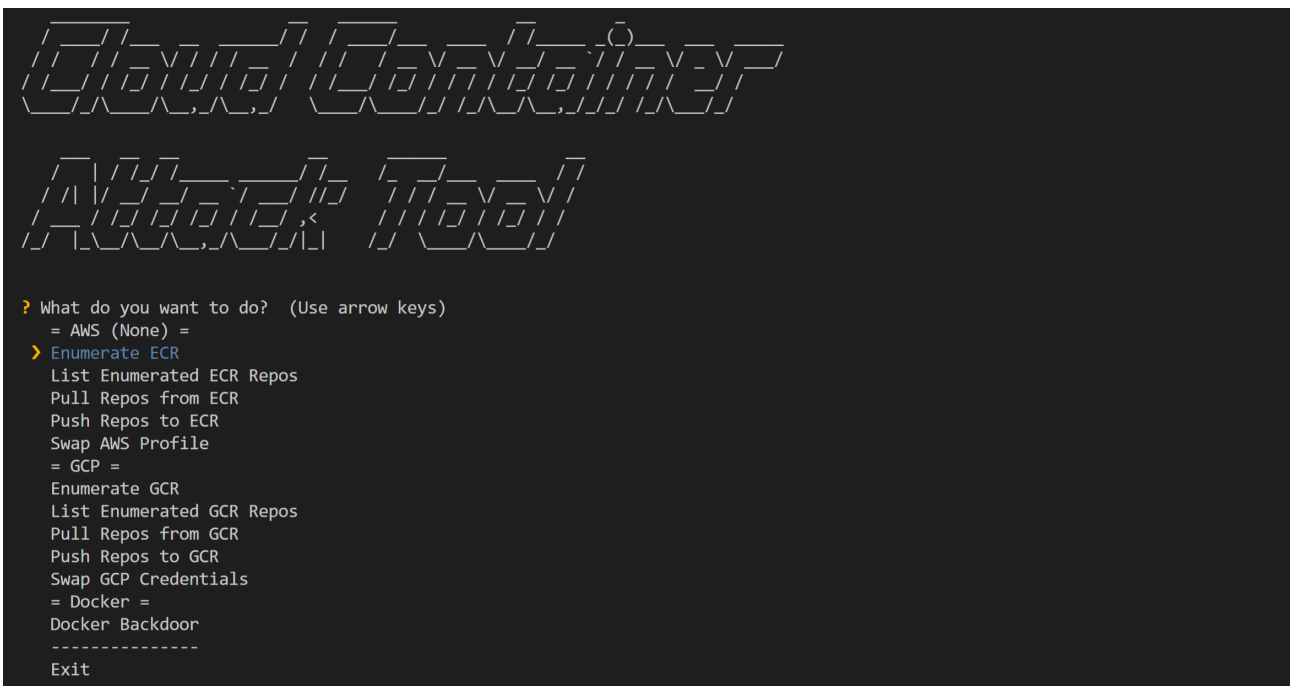 Cloud Container
Attack Tool
? What do you want to do?  (Use arrow keys)
= AWS (None) =
❯ Enumerate ECR
List Enumerated ECR Repos
Pull Repos from ECR
Push Repos to ECR
Swap AWS Profile
= GCP =
Enumerate GCR
List Enumerated GCR Repos
Pull Repos from GCR
Push Repos to GCR
Swap GCP Credentials
= Docker =
Docker Backdoor
---------------
Exit